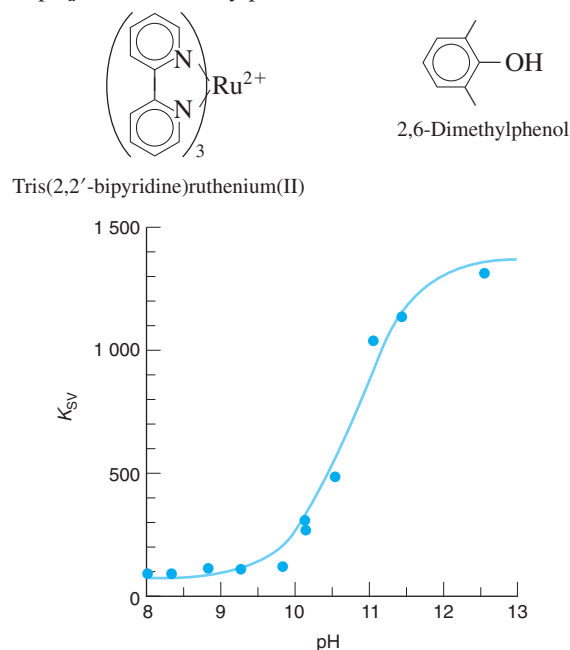 N
N
Ru2+
3
OH
2,6-Dimethylphenol
Tris(2,2′-bipyridine)ruthenium(II)
1 500
1 000
500
0
KSV
8 9 10 11 12 13
pH